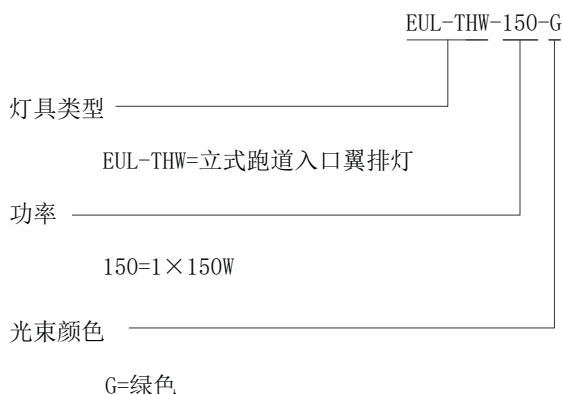 EUL-THW-150-G
灯具类型
EUL-THW=立式跑道入口翼排灯
功率
150=1×150W
光束颜色
G=绿色